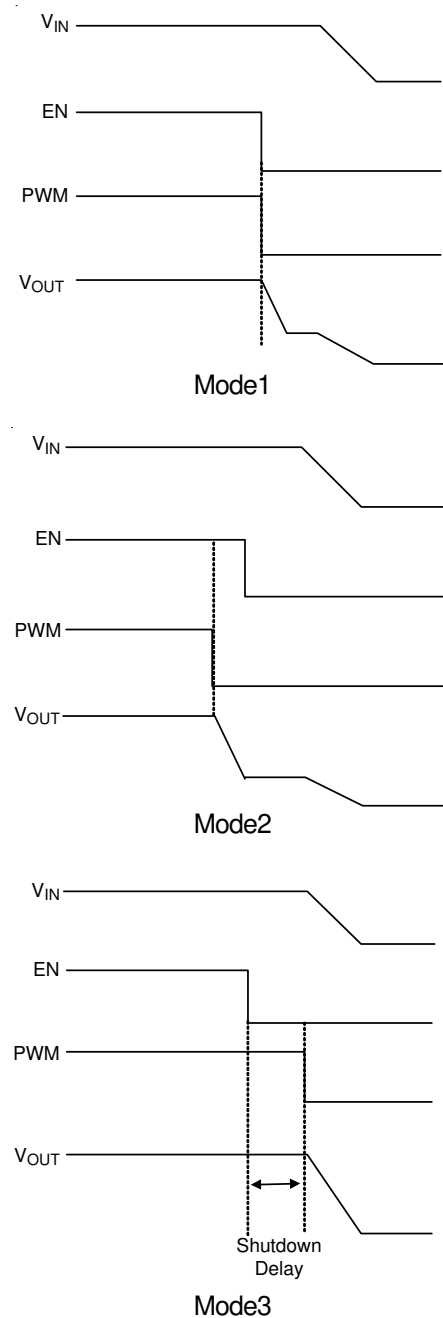 VIN
EN
PWM
VOUT
Mode1
VIN
EN
PWM
VOUT
Mode2
VIN
EN
PWM
VOUT
Shutdown
Delay
Mode3